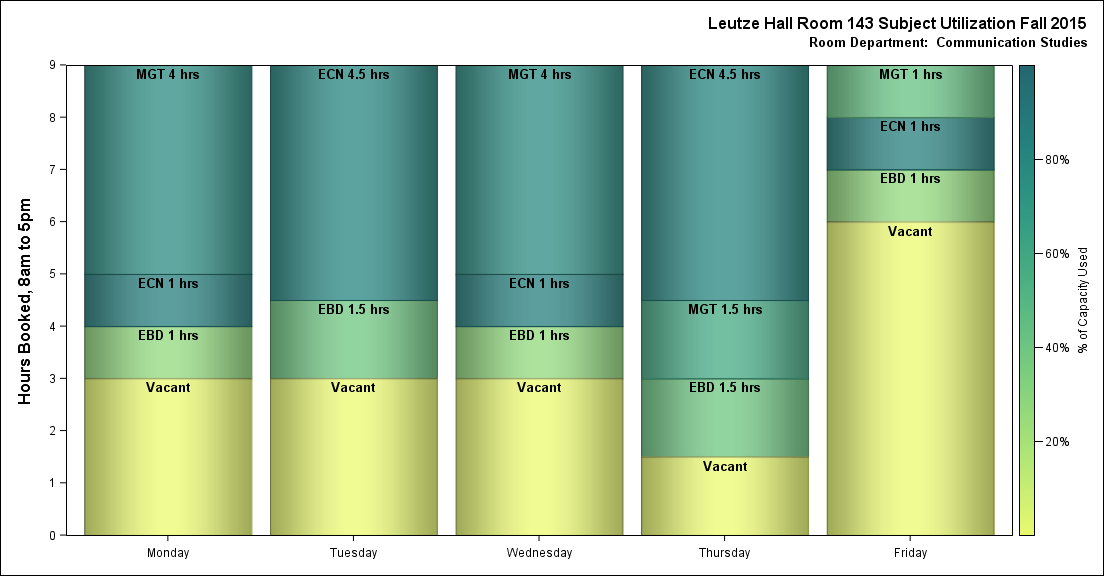 Leutze Hall Room 143 Subject Utilization Fall 2015
Room Department:  Communication Studies
Hours Booked, 8am to 5pm
9
8
7
6
5
4
3
2
1
0
MGT 4 hrs
ECN 1 hrs
EBD 1 hrs
Vacant
ECN 4.5 hrs
EBD 1.5 hrs
Vacant
MGT 4 hrs
ECN 1 hrs
EBD 1 hrs
Vacant
ECN 4.5 hrs
MGT 1.5 hrs
EBD 1.5 hrs
Vacant
MGT 1 hrs
ECN 1 hrs
EBD 1 hrs
Vacant
Monday
Tuesday
Wednesday
Thursday
Friday
80%
60%
40%
20%
% of Capacity Used